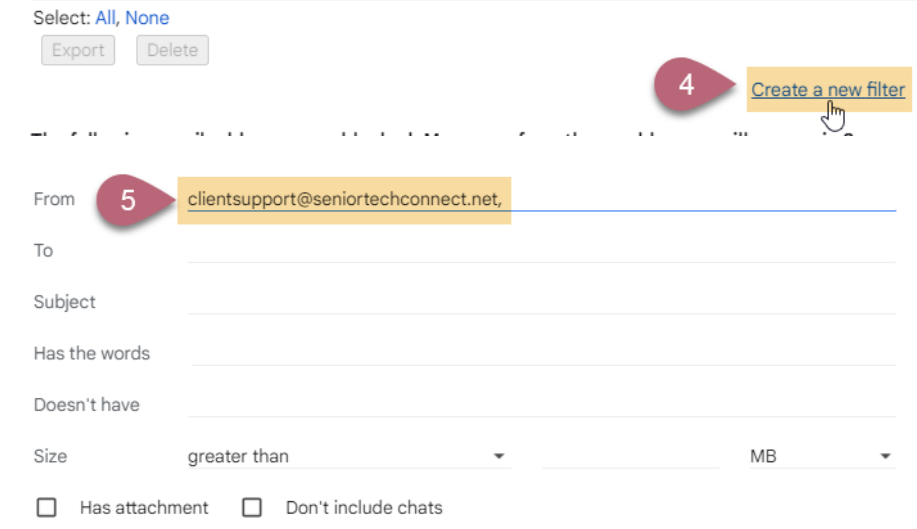 Select: All, None
Export Delete
4 Create a new filter
From 5 clientsupport@seniortechconnect.net,
To
Subject
Has the words
Doesn't have
Size greater than MB
Has attachment Don't include chats